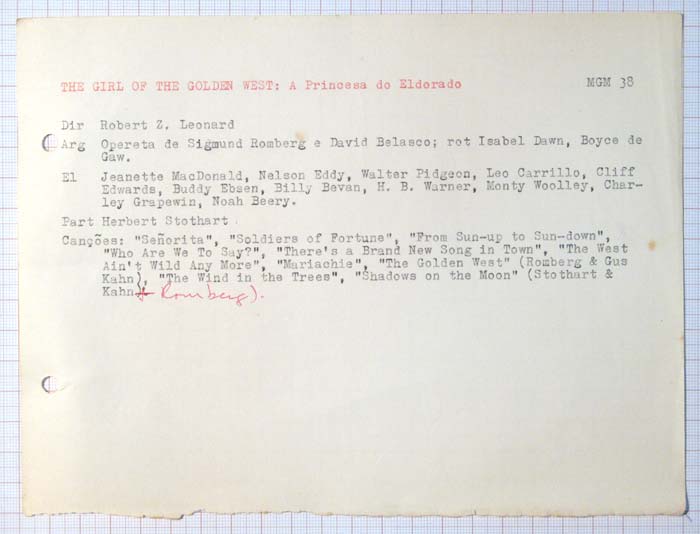 THE GIRL OF THE GOLDEN WEST: A Princesa do Eldorado MGM 38
Dir Robert Z. Leonard
Arg Opereta de Sigmund Romberg e David Belasco; rot Isabel Dawn, Boyce de
Gaw.
El Jeanette MacDonald, Nelson Eddy, Walter Pidgeon, Leo Carrillo, Cliff
Edwards, Buddy Ebsen, Billy Bevan, H. B. Warner, Monty Woolley, Char-
ley Grapewin, Noah Beery.
Part Herbert Stothart
Canções: "Señorita", "Soldiers of Fortune", "From Sun-up to Sun-down",
"Who Are We To Say?", "There's a Brand New Song in Town", "The West
Ain't Wild Any More", "Mariachie", "The Golden West" (Romberg & Gus
Kahn), "The Wind in the Trees", "Shadows on the Moon" (Stothart &
Kahn + Romberg).